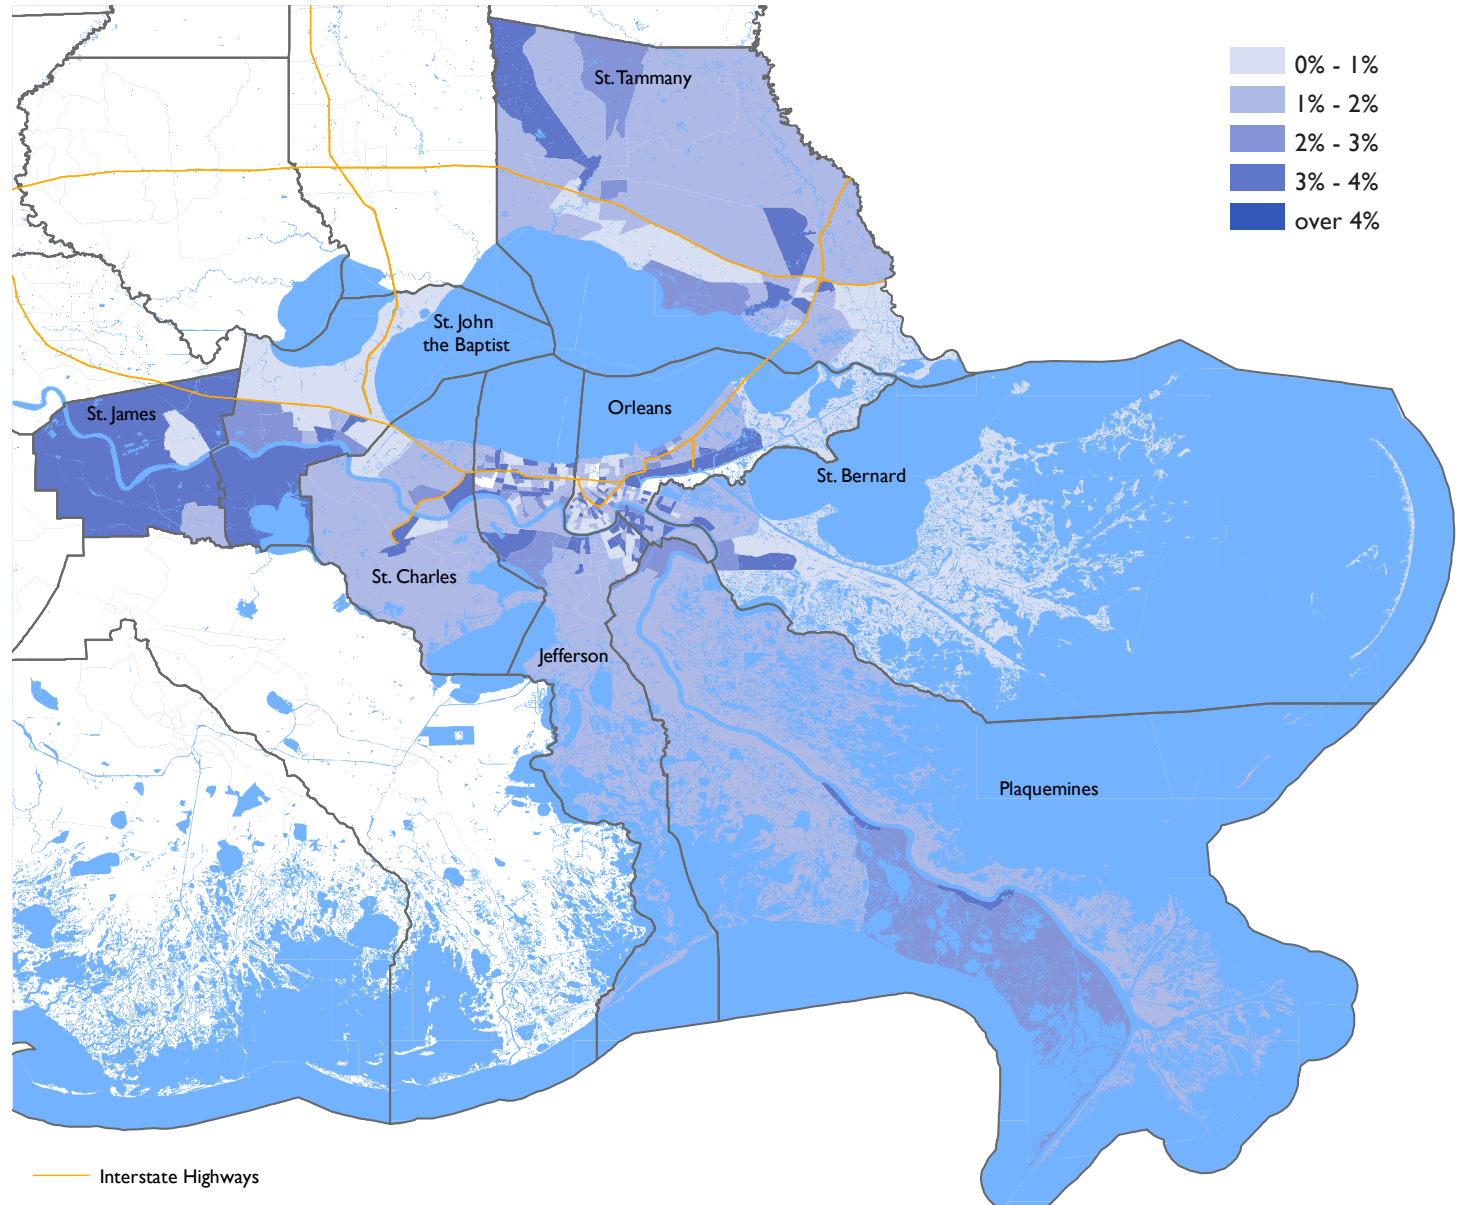 St. Tammany
0% - 1%
1% - 2%
2% - 3%
3% - 4%
over 4%
St. John
the Baptist
St. James
Orleans
St. Bernard
St. Charles
Jefferson
Plaquemines
Interstate Highways